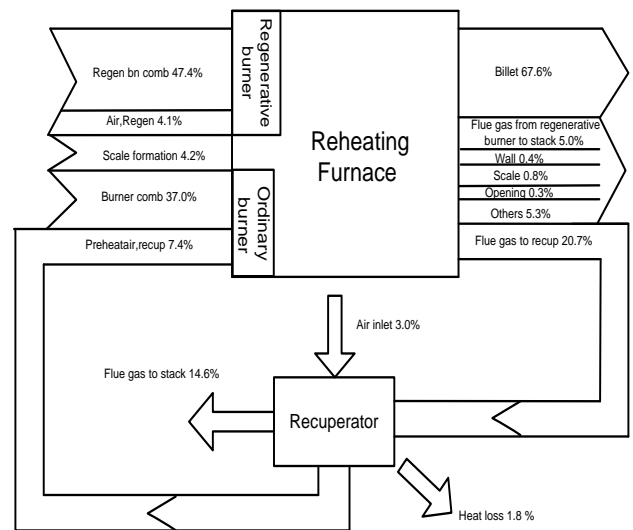 Regenerative
burner
Regen bn comb 47.4%
Air,Regen 4.1%
Scale formation 4.2%
Burner comb 37.0%
Ordinary
burner
Preheatair,recup 7.4%
Reheating
Furnace
Billet 67.6%
Flue gas from regenerative
burner to stack 5.0%
Wall 0.4%
Scale 0.8%
Opening 0.3%
Others 5.3%
Flue gas to recup 20.7%
Air inlet 3.0%
Flue gas to stack 14.6%
Recuperator
Heat loss 1.8 %